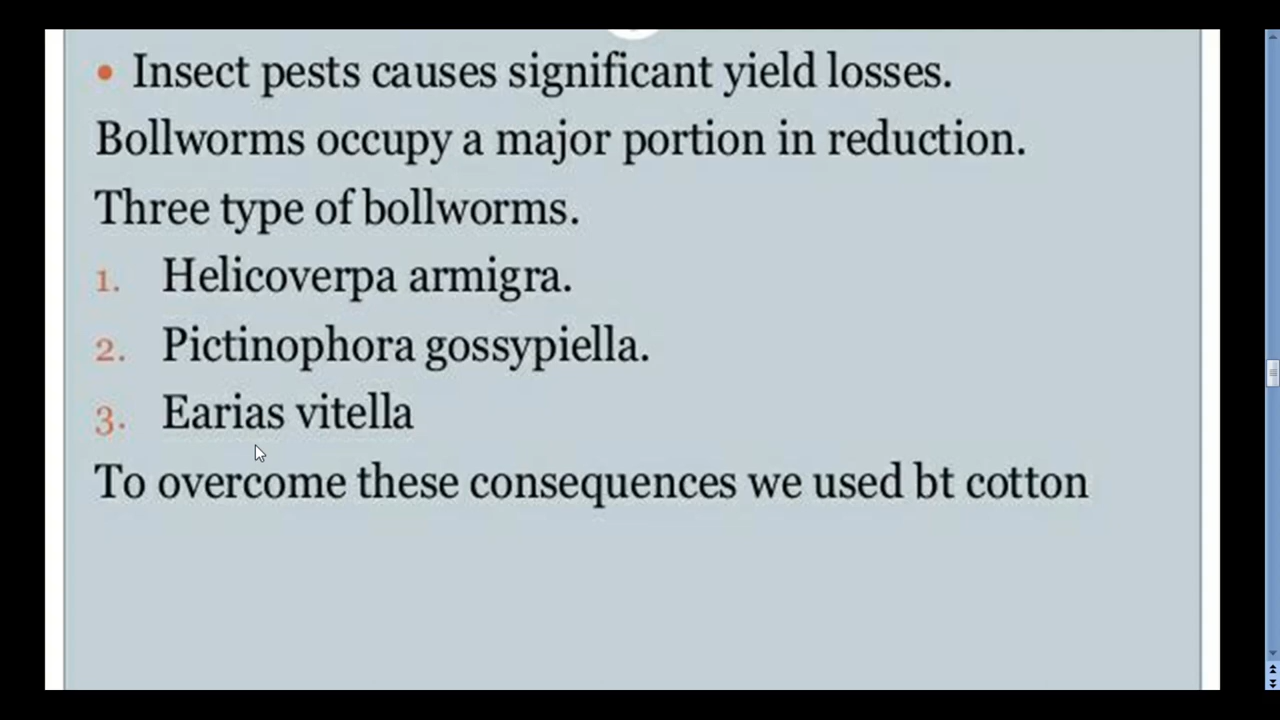 • Insect pests causes significant yield losses.
Bollworms occupy a major portion in reduction.
Three type of bollworms.
1. Helicoverpa armigra.
2. Pictinophora gossypiella.
3. Earias vitella
To overcome these consequences we used bt cotton